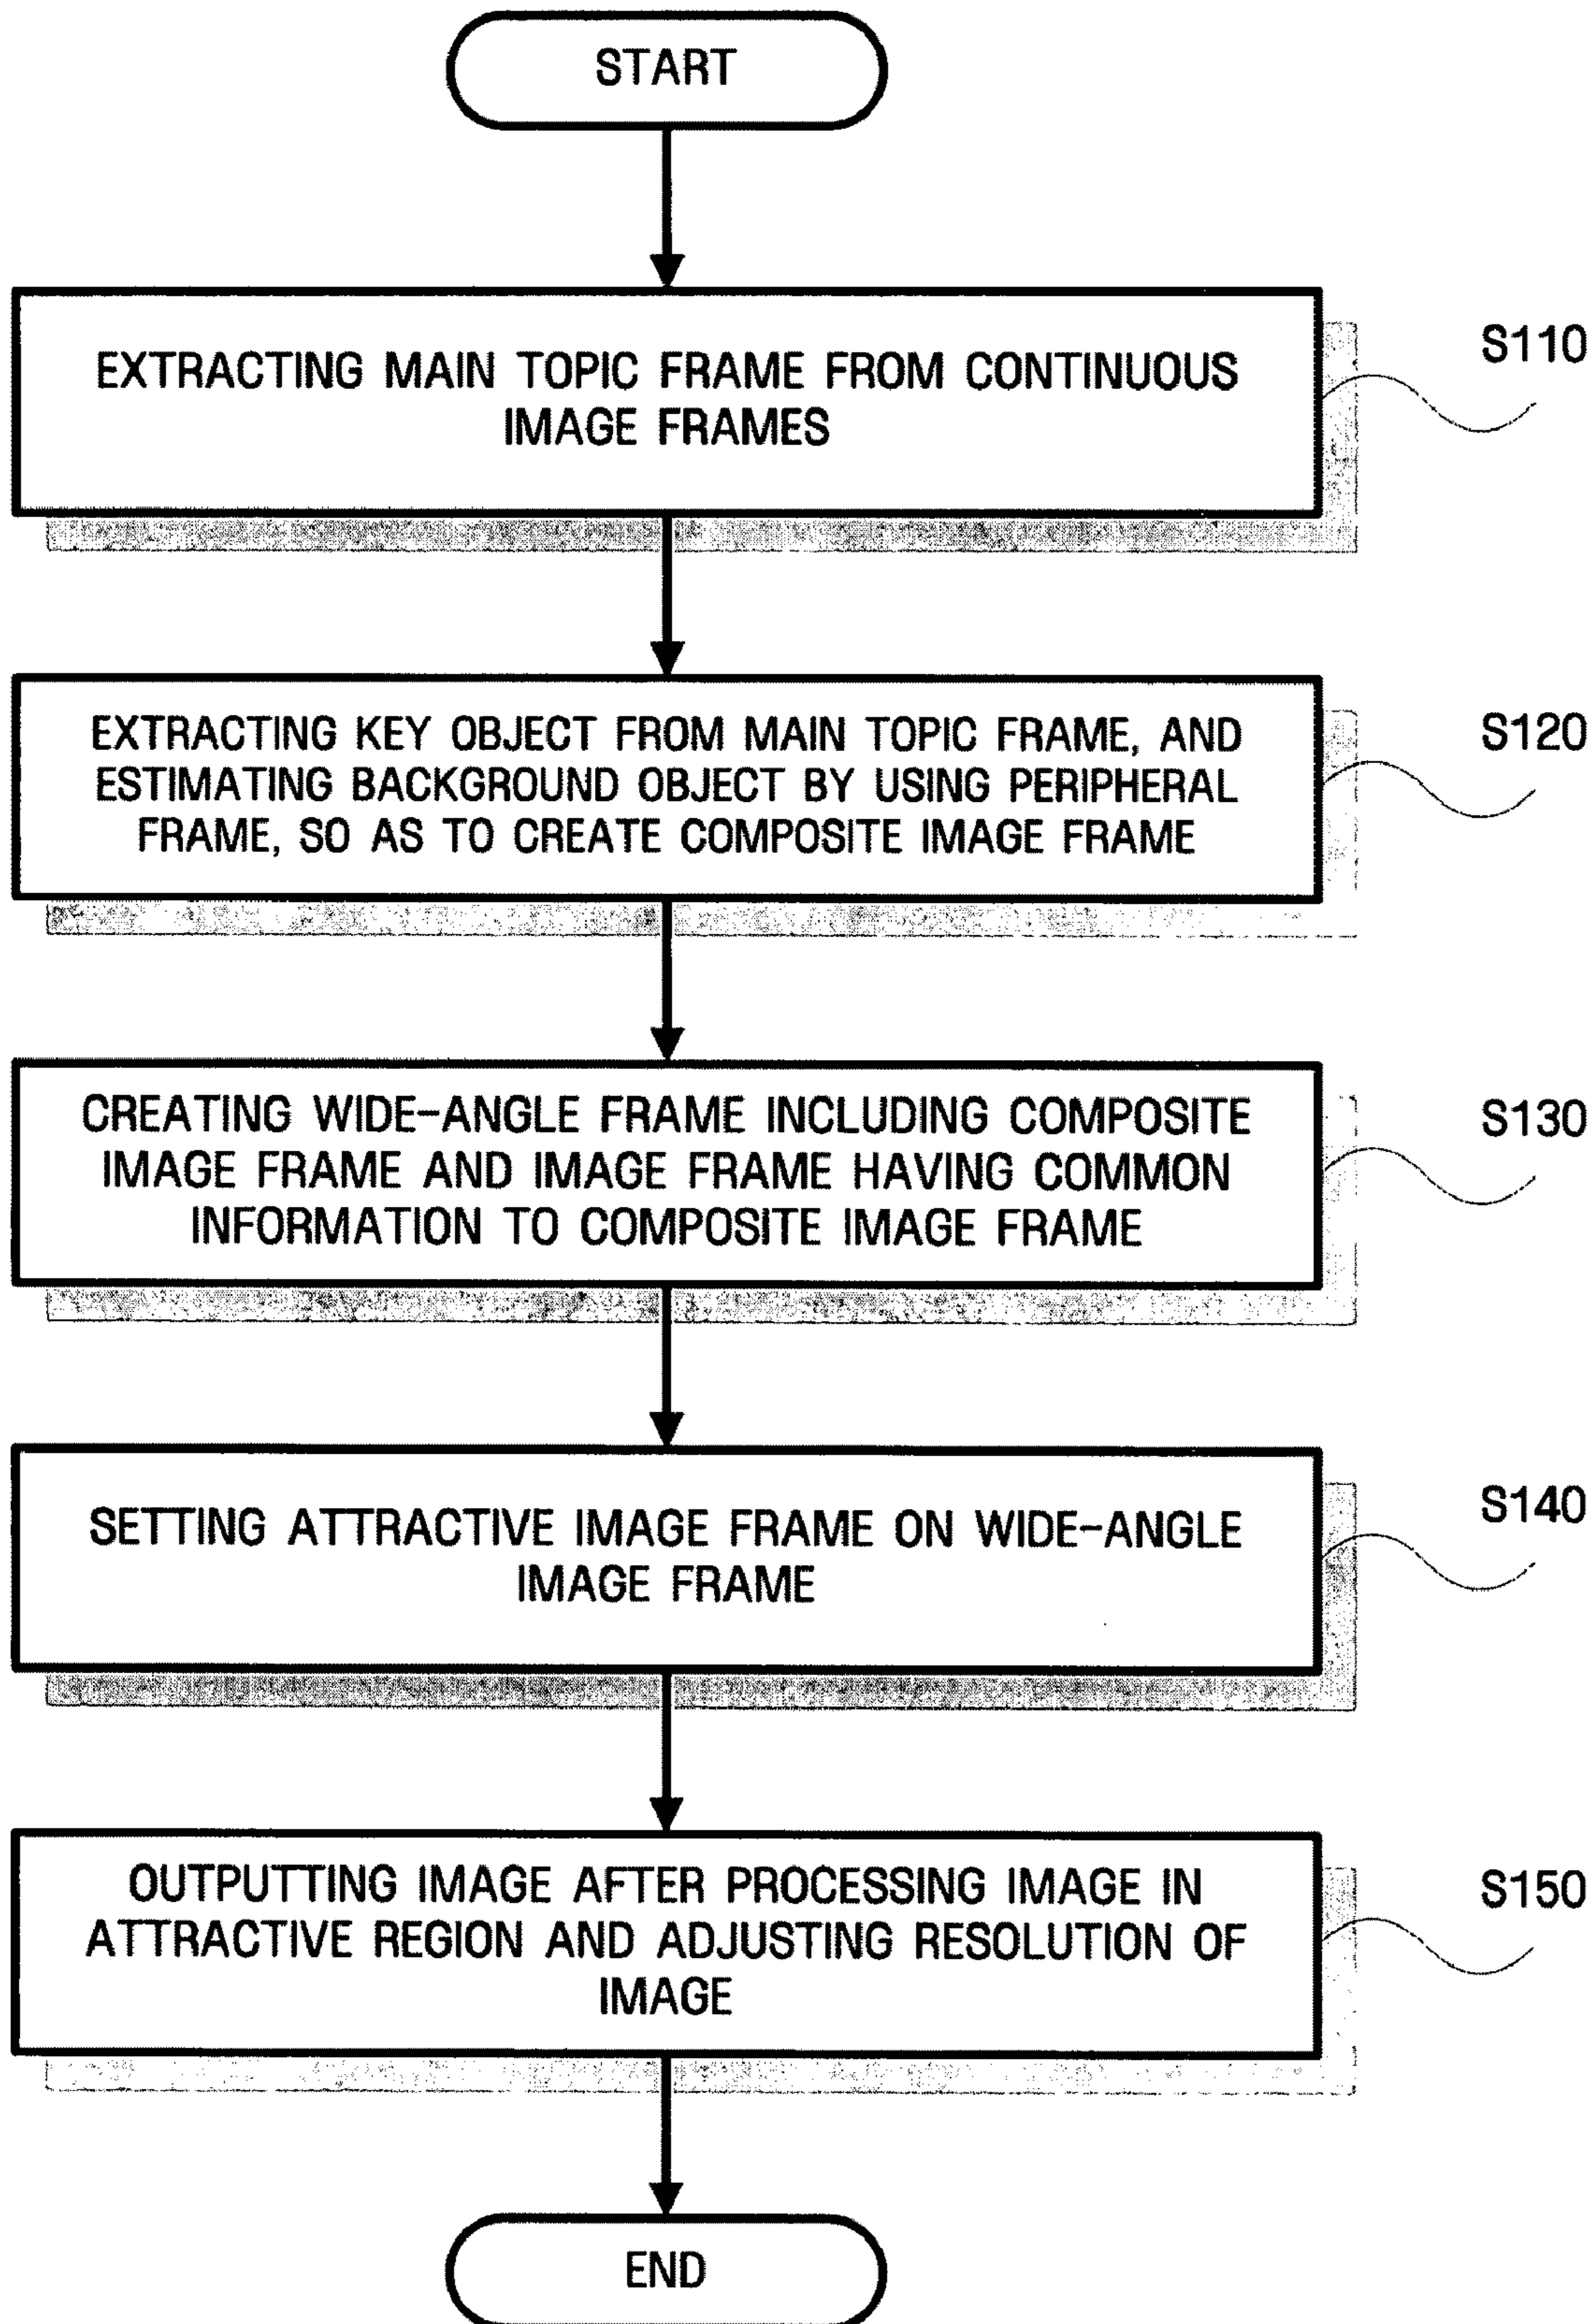 START
EXTRACTING MAIN TOPIC FRAME FROM CONTINUOUS
IMAGE FRAMES
S110
EXTRACTING KEY OBJECT FROM MAIN TOPIC FRAME, AND
ESTIMATING BACKGROUND OBJECT BY USING PERIPHERAL
FRAME, SO AS TO CREATE COMPOSITE IMAGE FRAME
S120
CREATING WIDE-ANGLE FRAME INCLUDING COMPOSITE
IMAGE FRAME AND IMAGE FRAME HAVING COMMON
INFORMATION TO COMPOSITE IMAGE FRAME
S130
SETTING ATTRACTIVE IMAGE FRAME ON WIDE-ANGLE
IMAGE FRAME
S140
OUTPUTTING IMAGE AFTER PROCESSING IMAGE IN
ATTRACTIVE REGION AND ADJUSTING RESOLUTION OF
IMAGE
S150
END